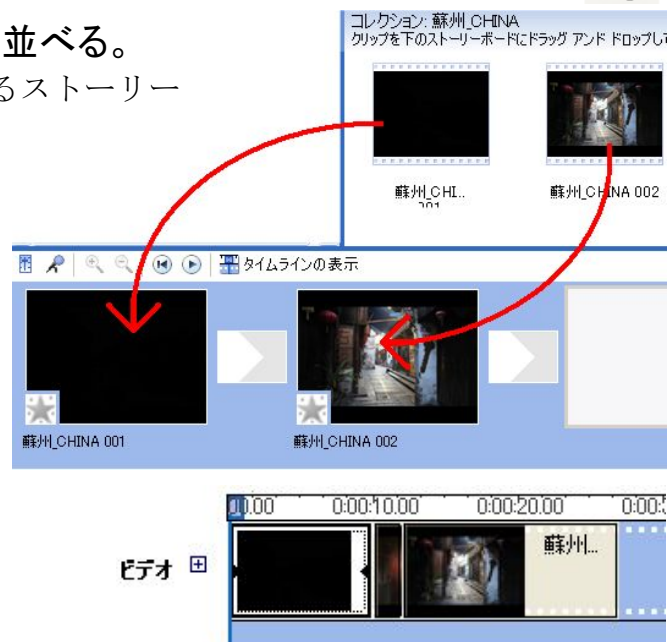 並べる。
るストーリー
コレクション: 蘇州_CHINA
クリップを下のストーリーボードにドラッグ アンド ドロップして
蘇州_CHI...
001
蘇州_CHINA 002
タイムラインの表示
蘇州_CHINA 001
蘇州_CHINA 002
0:00:10.00
0:00:20.00
ビデオ
蘇州...